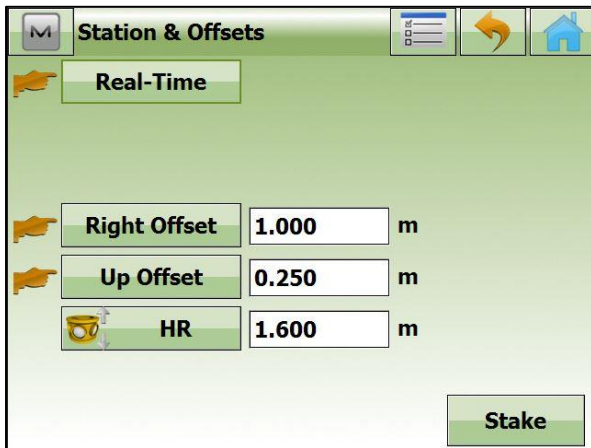 M Station & Offsets
Real-Time
Right Offset 1.000 m
Up Offset 0.250 m
HR 1.600 m
Stake